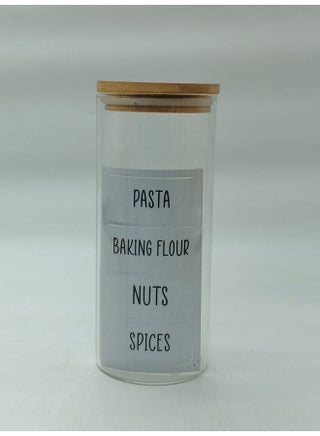 PASTA
BAKING FLOUR
NUTS
SPICES